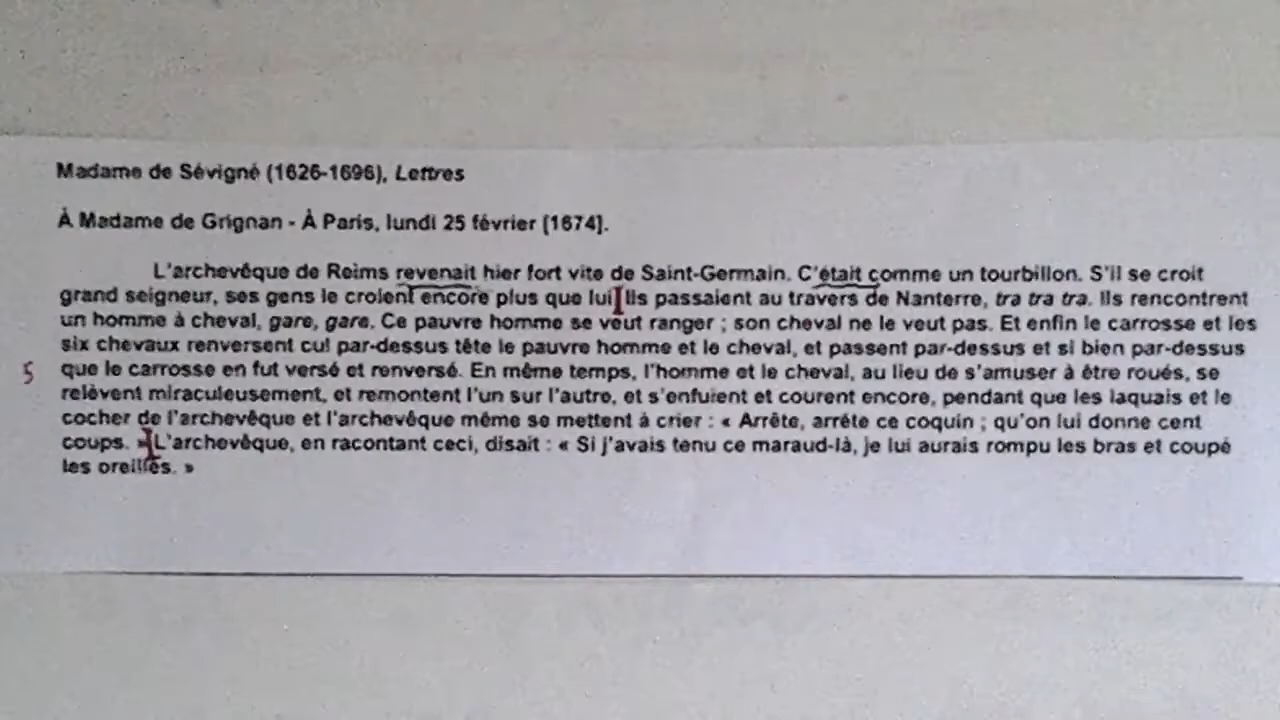 Madame de Sévigné (1626-1696), Lettres
À Madame de Grignan - À Paris, lundi 25 février [1674].
L'archevêque de Reims revenait hier fort vite de Saint-Germain. C'était comme un tourbillon. S'il se croit
grand seigneur, ses gens le croient encore plus que lui. Ils passaient au travers de Nanterre, tra tra tra. Ils rencontrent
un homme à cheval, gare, gare. Ce pauvre homme se veut ranger ; son cheval ne le veut pas. Et enfin le carrosse et les
six chevaux renversent cul par-dessus tête le pauvre homme et le cheval, et passent par-dessus et si bien par-dessus
5 que le carrosse en fut versé et renversé. En même temps, l'homme et le cheval, au lieu de s'amuser à être roués, se
relèvent miraculeusement, et remontent l'un sur l'autre, et s'enfuient et courent encore, pendant que les laquais et le
cocher de l'archevêque et l'archevêque même se mettent à crier : « Arrête, arrête ce coquin ; qu'on lui donne cent
coups. » L'archevêque, en racontant ceci, disait : « Si j'avais tenu ce maraud-là, je lui aurais rompu les bras et coupé
les oreilles. »